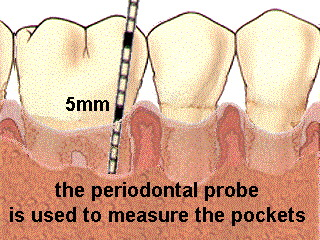 5mm
the periodontal probe
is used to measure the pockets